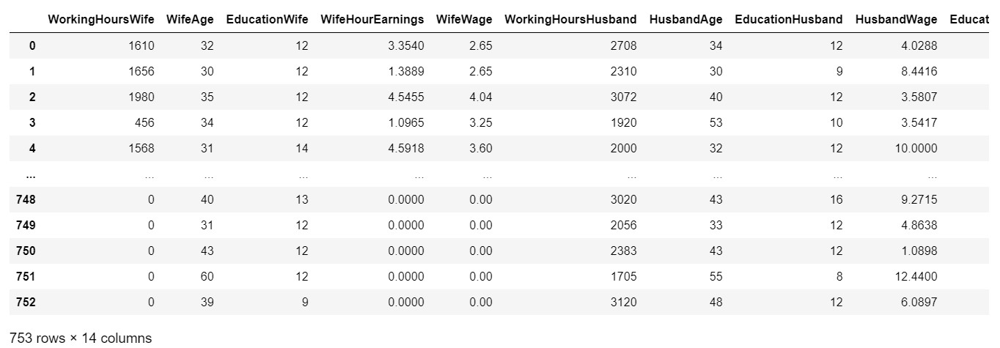 WorkingHoursWife WifeAge EducationWife WifeHourEarnings WifeWage WorkingHoursHusband HusbandAge EducationHusband HusbandWage Educat
0 1610 32 12 3.3540 2.65 2708 34 12 4.0288
1 1656 30 12 1.3889 2.65 2310 30 9 8.4416
2 1980 35 12 4.5455 4.04 3072 40 12 3.5807
3 456 34 12 1.0965 3.25 1920 53 10 3.5417
4 1568 31 14 4.5918 3.60 2000 32 12 10.0000
... ... ... ... ... ... ... ... ... ...
748 0 40 13 0.0000 0.00 3020 43 16 9.2715
749 0 31 12 0.0000 0.00 2056 33 12 4.8638
750 0 43 12 0.0000 0.00 2383 43 12 1.0898
751 0 60 12 0.0000 0.00 1705 55 8 12.4400
752 0 39 9 0.0000 0.00 3120 48 12 6.0897
753 rows × 14 columns